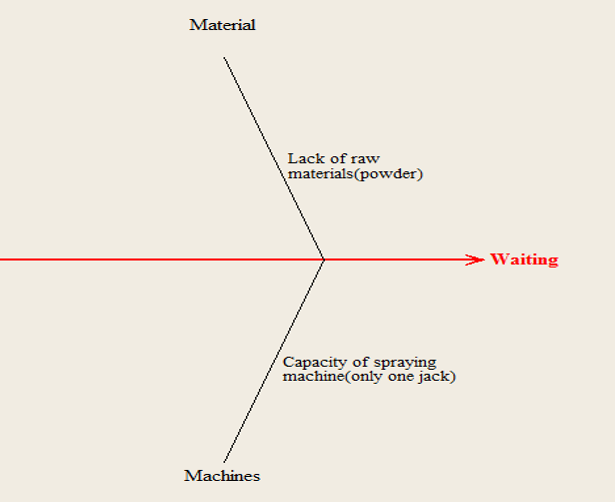 Material
Lack of raw
materials(powder)
Waiting
Capacity of spraying
machine(only one jack)
Machines